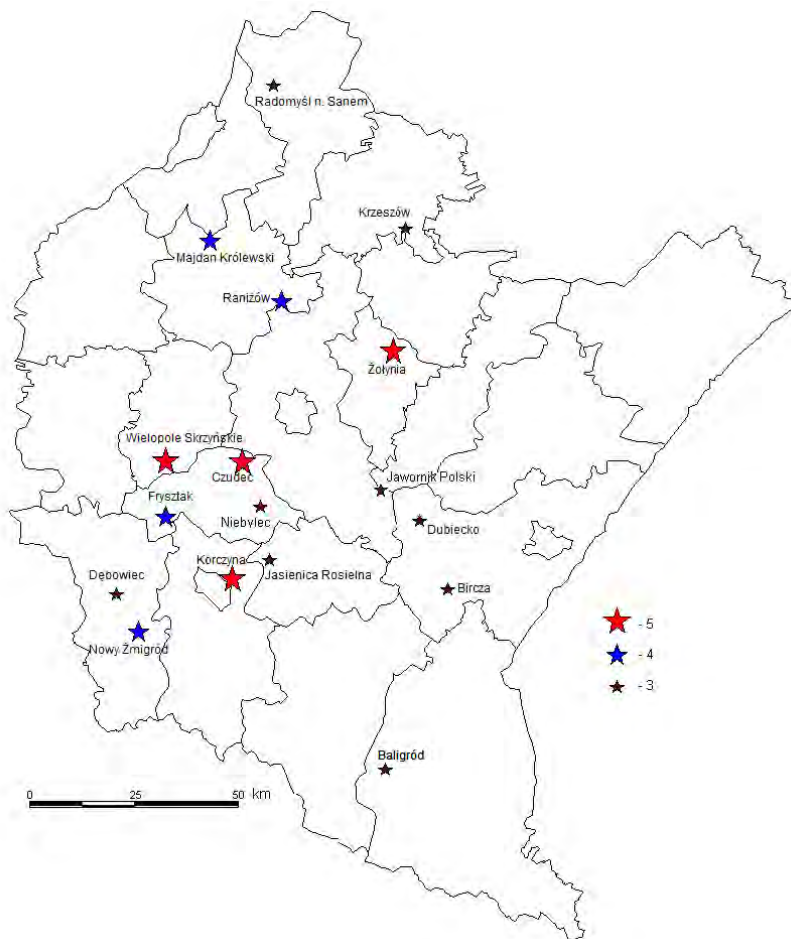 Radomyśl n. Sanem
Krzeszów
Majdan Królewski
Raniżów
Żołynia
Wielopole Skrzyńskie
Czudec
Jawornik Polski
Frysztak
Niebylec
Dubiecko
Korczyna
Jasienica Rosielna
Dębowiec
Bircza
- 5
Nowy Żmigród
- 4
- 3
Baligród
0 25 50 km